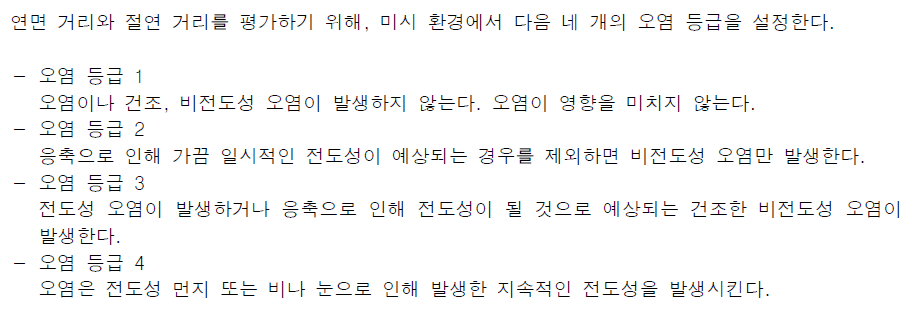 연면 거리와 절연 거리를 평가하기 위해, 미시 환경에서 다음 네 개의 오염 등급을 설정한다.
- 오염 등급 1
오염이나 건조, 비전도성 오염이 발생하지 않는다. 오염이 영향을 미치지 않는다.
- 오염 등급 2
응축으로 인해 가끔 일시적인 전도성이 예상되는 경우를 제외하면 비전도성 오염만 발생한다.
- 오염 등급 3
전도성 오염이 발생하거나 응축으로 인해 전도성이 될 것으로 예상되는 건조한 비전도성 오염이
발생한다.
- 오염 등급 4
오염은 전도성 먼지 또는 비나 눈으로 인해 발생한 지속적인 전도성을 발생시킨다.